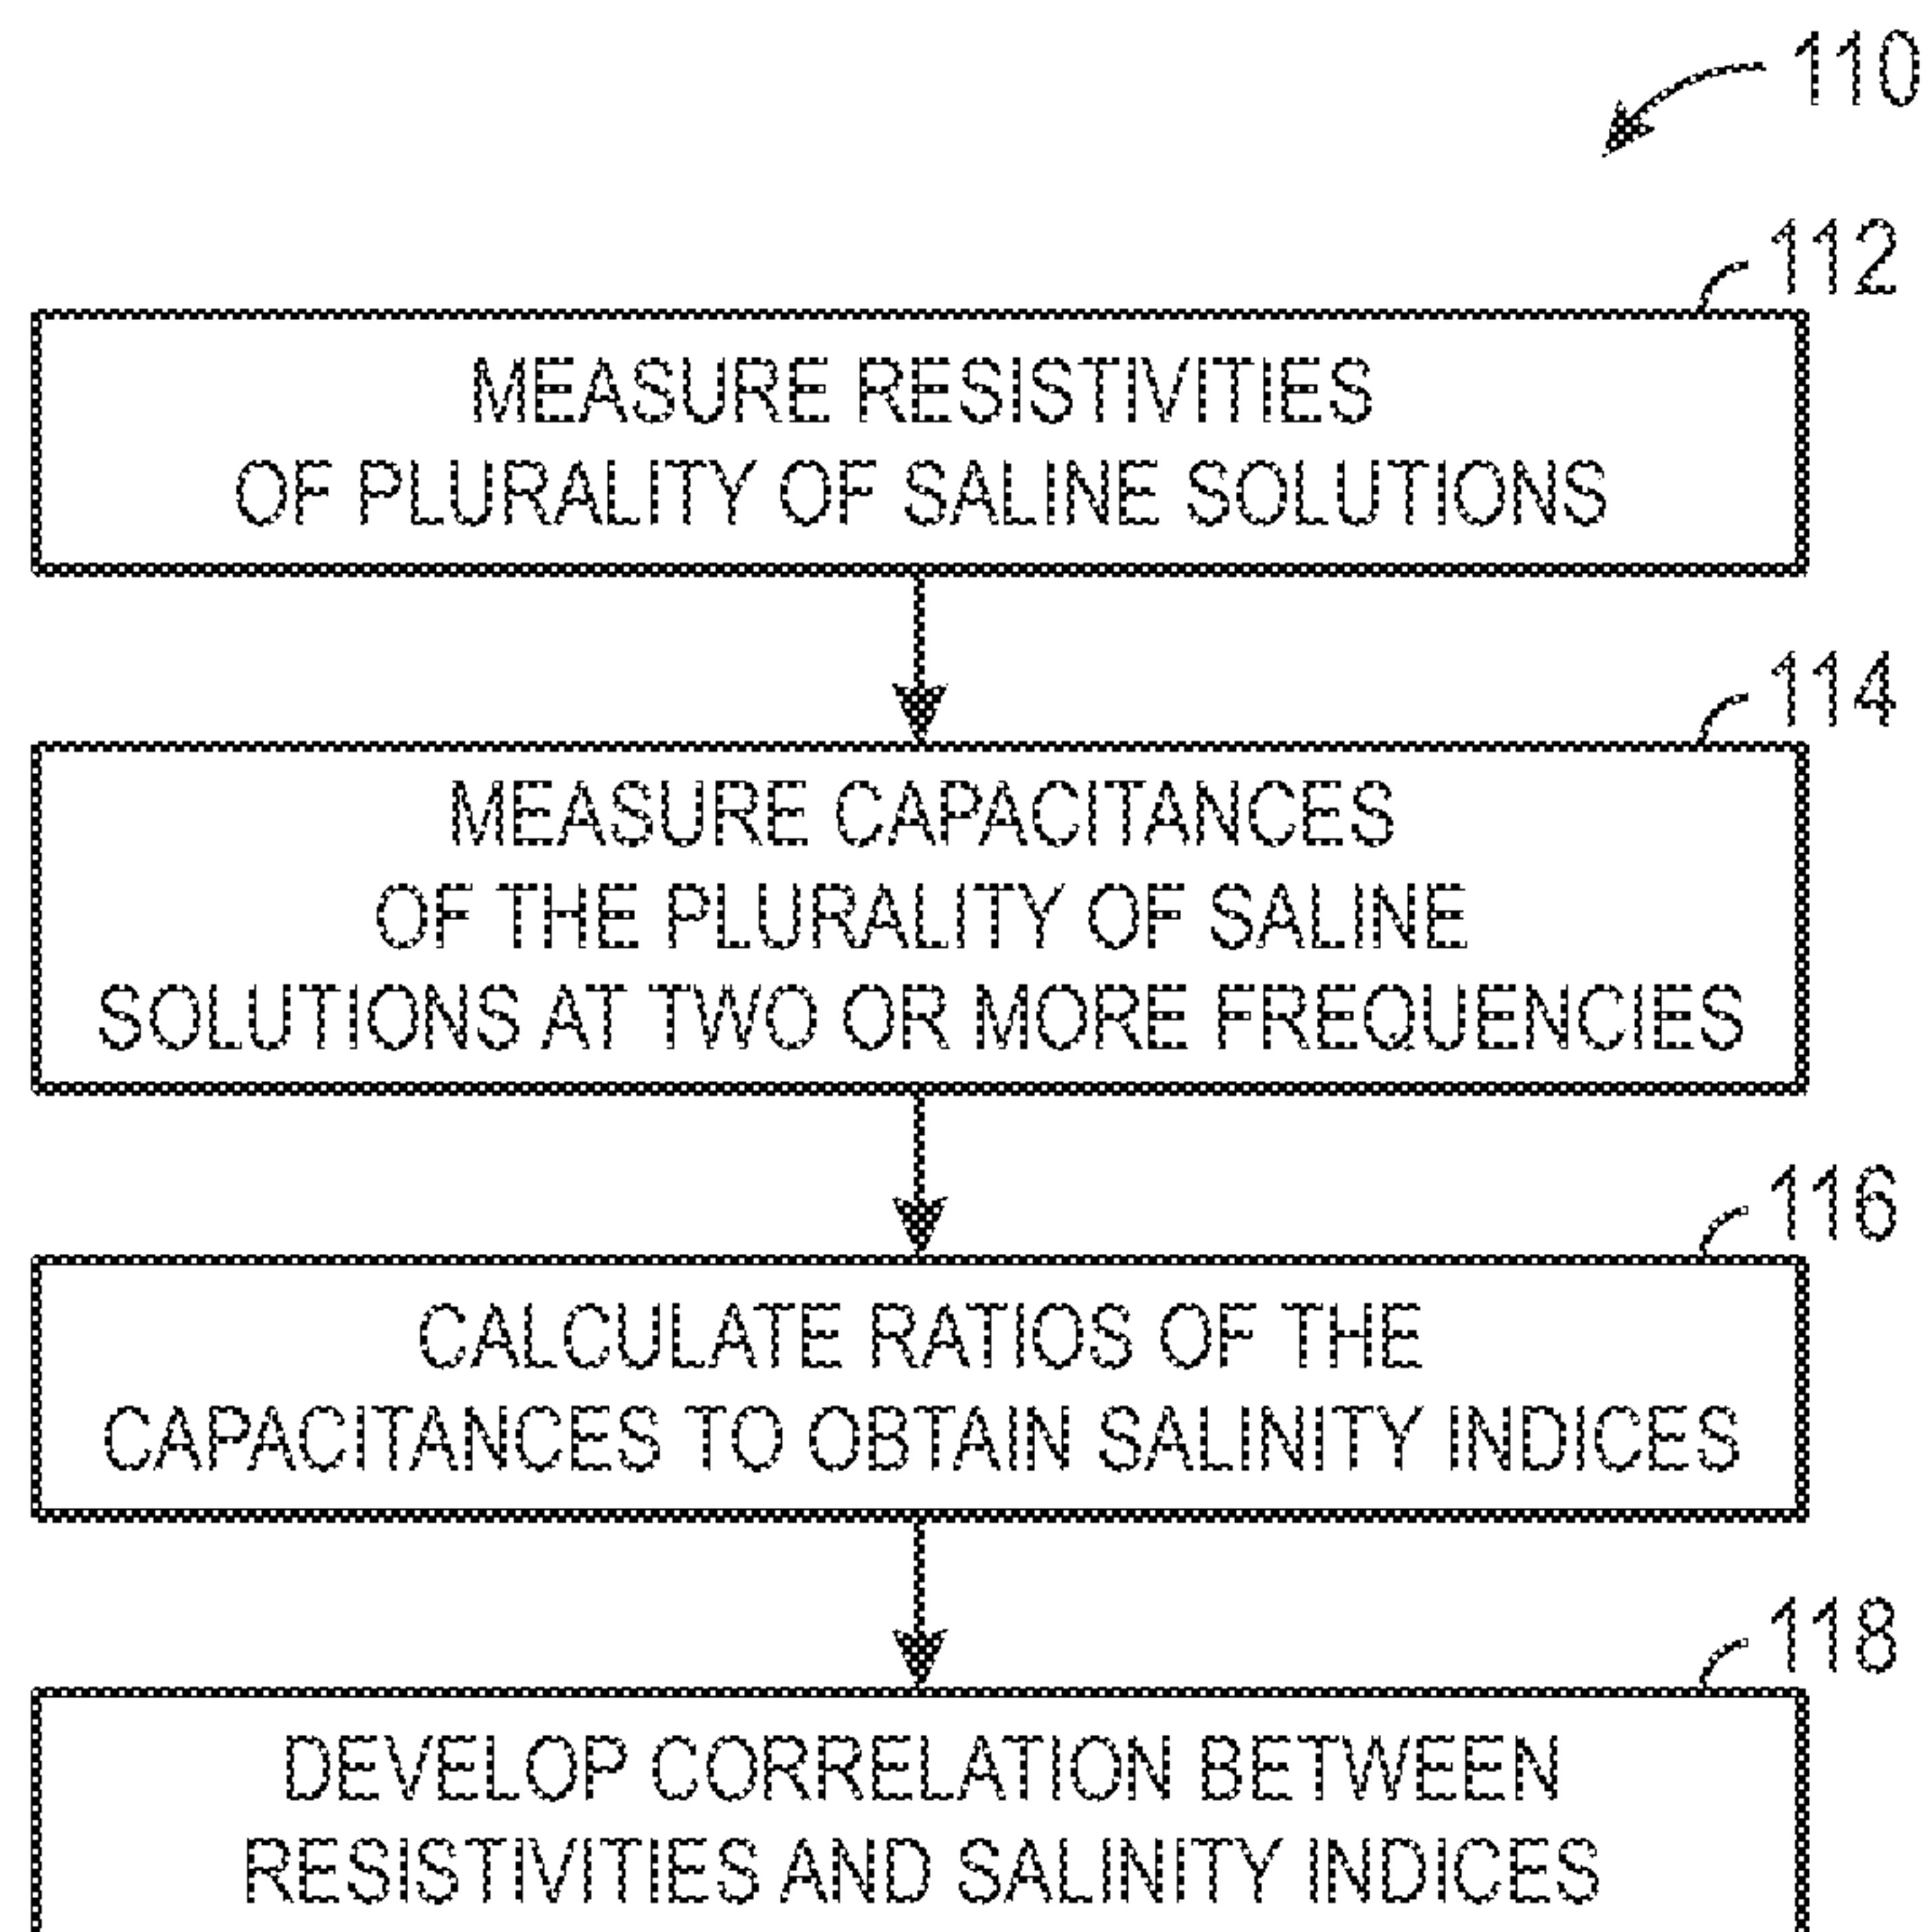 110
112
MEASURE RESISTIVITIES
OF PLURALITY OF SALINE SOLUTIONS
114
MEASURE CAPACITANCES
OF THE PLURALITY OF SALINE
SOLUTIONS AT TWO OR MORE FREQUENCIES
116
CALCULATE RATIOS OF THE
CAPACITANCES TO OBTAIN SALINITY INDICES
118
DEVELOP CORRELATION BETWEEN
RESISTIVITIES AND SALINITY INDICES